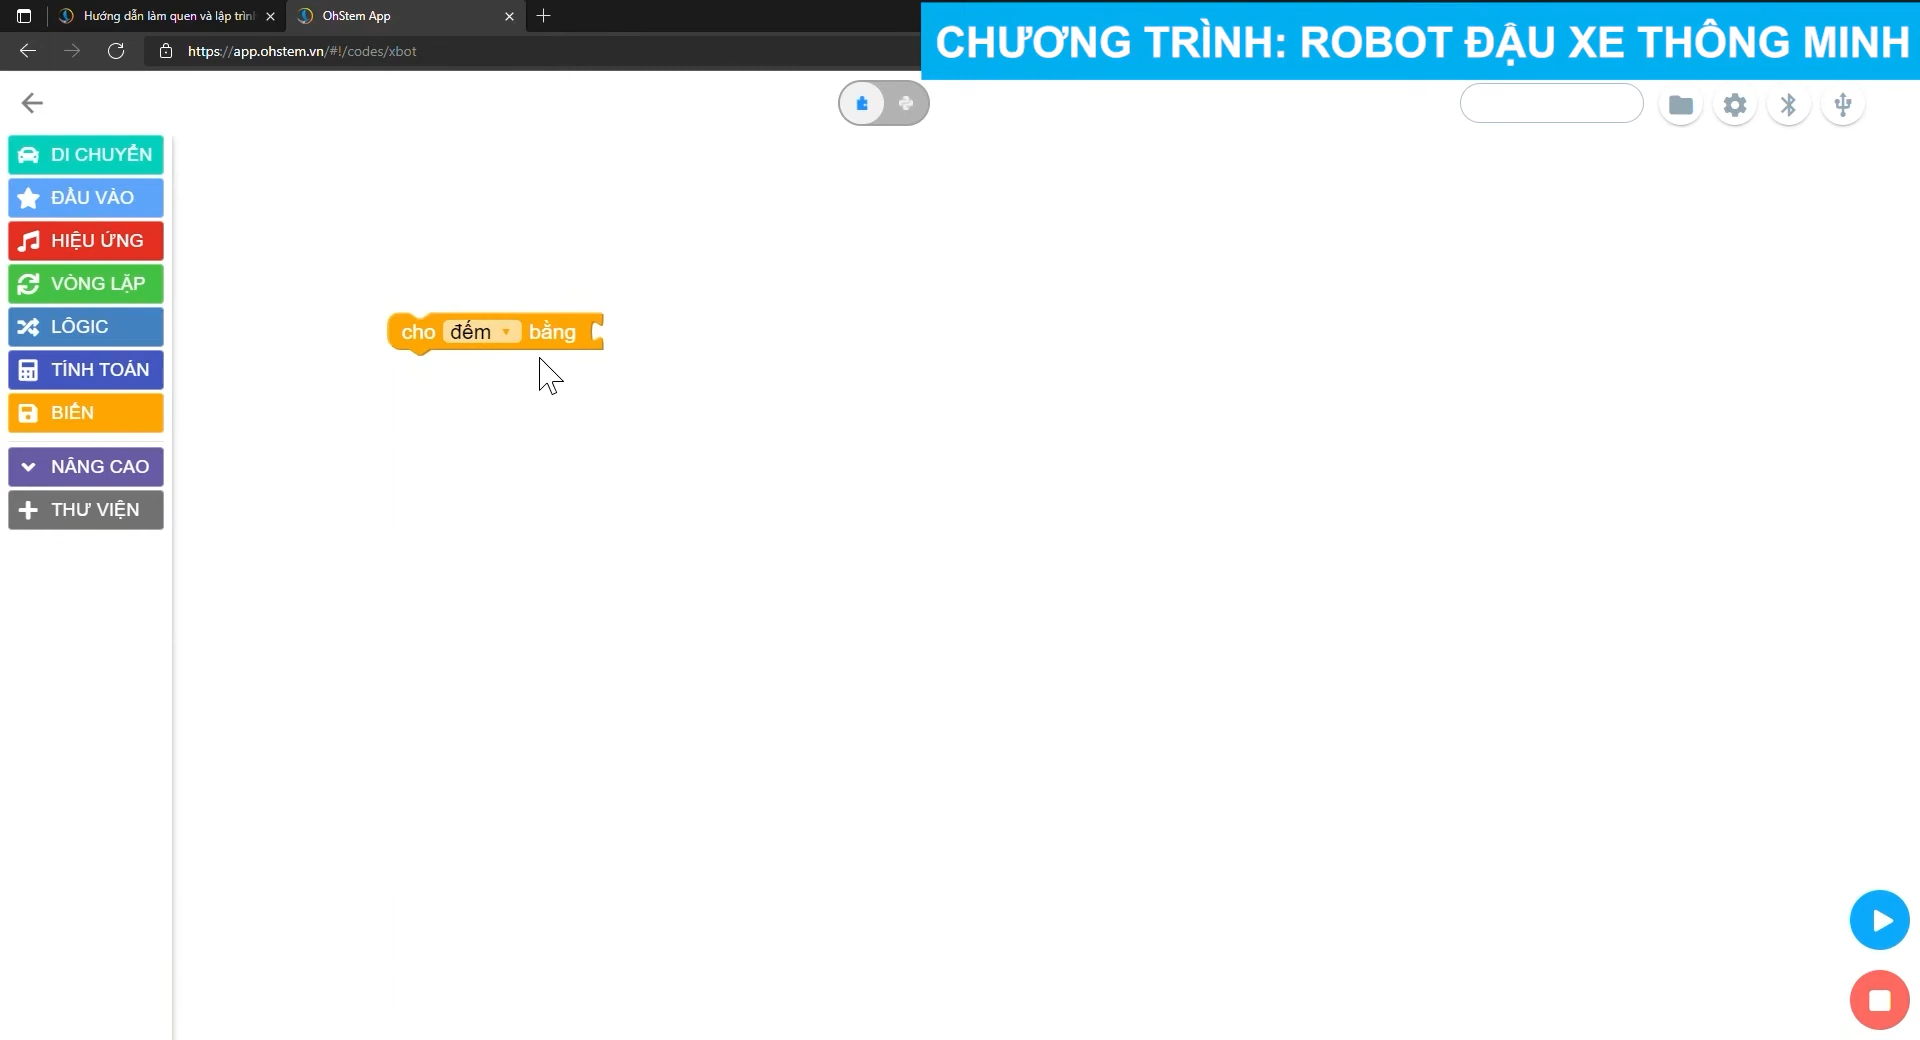 Hướng dẫn làm quen và lập trình
OhStem App
https://app.ohstem.vn/#!/codes/xbot
CHƯƠNG TRÌNH: ROBOT ĐẬU XE THÔNG MINH
DI CHUYỂN
ĐẦU VÀO
HIỆU ỨNG
VÒNG LẶP
LÔGIC
TÍNH TOÁN
BIẾN
NÂNG CAO
THƯ VIỆN
cho đếm bằng